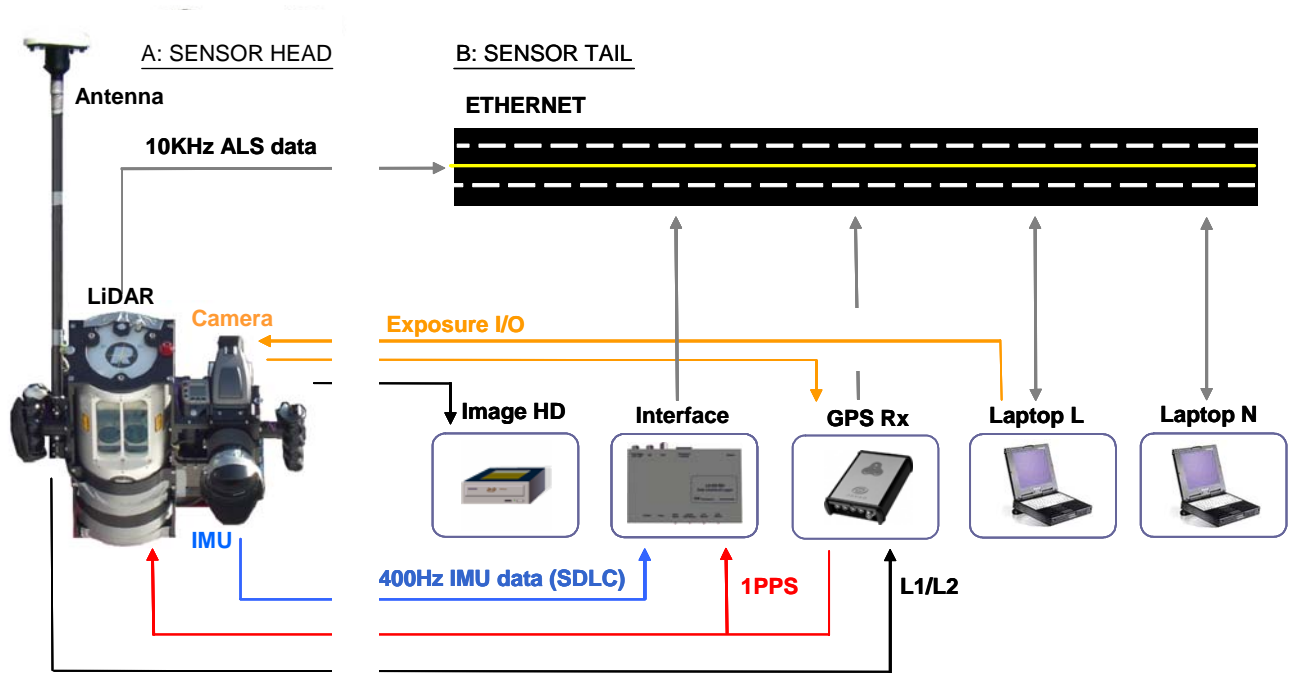 A: SENSOR HEAD
B: SENSOR TAIL
Antenna
ETHERNET
10KHz ALS data
LiDAR
Camera
Exposure I/O
Image HD
Interface
GPS Rx
Laptop L
Laptop N
IMU
400Hz IMU data (SDLC)
1PPS
L1/L2